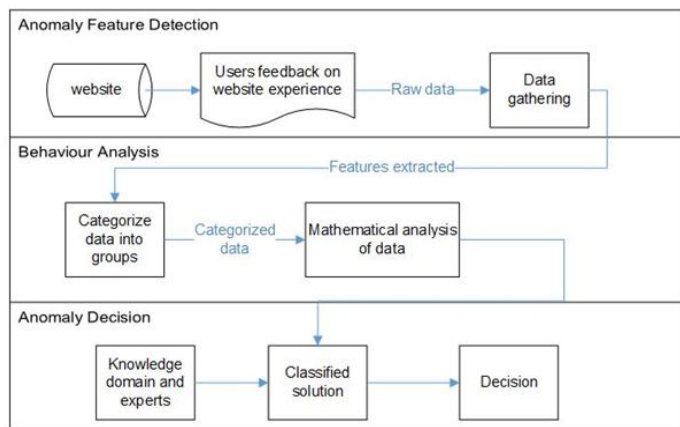 Anomaly Feature Detection
website
Users feedback on
website experience
Raw data
Data
gathering
Behaviour Analysis
Features extracted
Categorize
data into
groups
Categorized
data
Mathematical analysis
of data
Anomaly Decision
Knowledge
domain and
experts
Classified
solution
Decision